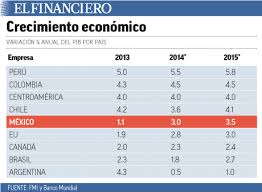 EL FINANCIERO
Crecimiento económico
VARIACIÓN % ANUAL DEL PIB POR PAÍS
Empresa 2013 2014* 2015*
PERÚ 5.0 5.5 5.8
COLOMBIA 4.3 4.5 4.5
CENTROAMÉRICA 4.0 4.0 4.0
CHILE 4.2 3.6 4.1
MÉXICO 1.1 3.0 3.5
EU 1.9 2.8 3.0
CANADÁ 2.0 2.3 2.4
BRASIL 2.3 1.8 2.7
ARGENTINA 4.3 0.5 1.0
FUENTE: FMI y Banco Mundial